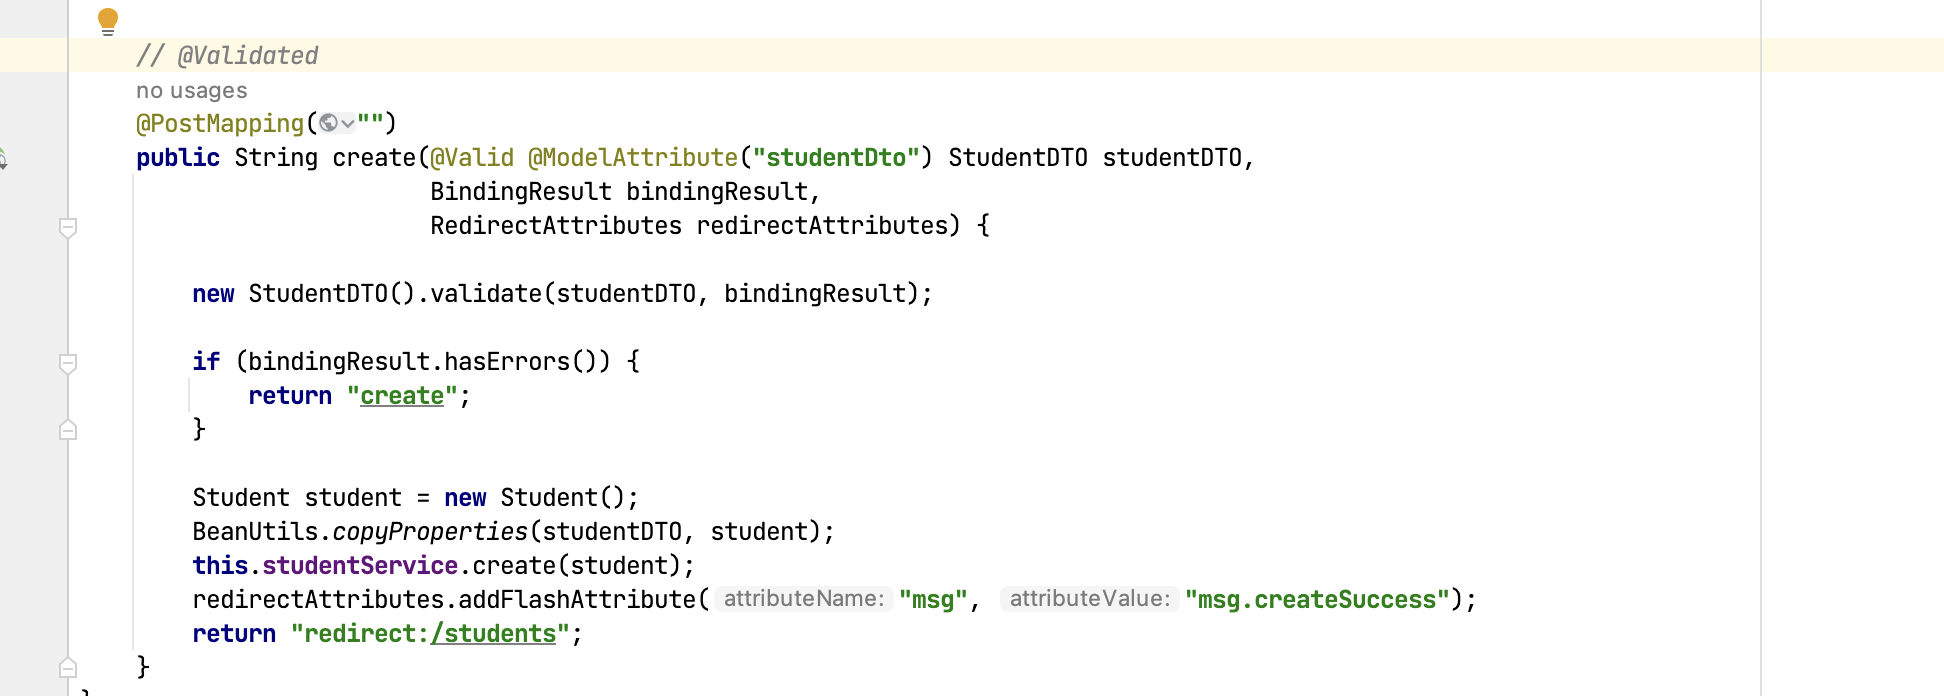 // @Validated
no usages
@PostMapping("")
public String create(@Valid @ModelAttribute("studentDto") StudentDTO studentDTO,
BindingResult bindingResult,
RedirectAttributes redirectAttributes) {
new StudentDTO().validate(studentDTO, bindingResult);
if (bindingResult.hasErrors()) {
return "create";
}
Student student = new Student();
BeanUtils.copyProperties(studentDTO, student);
this.studentService.create(student);
redirectAttributes.addFlashAttribute( attributeName: "msg", attributeValue: "msg.createSuccess");
return "redirect:/students";
}